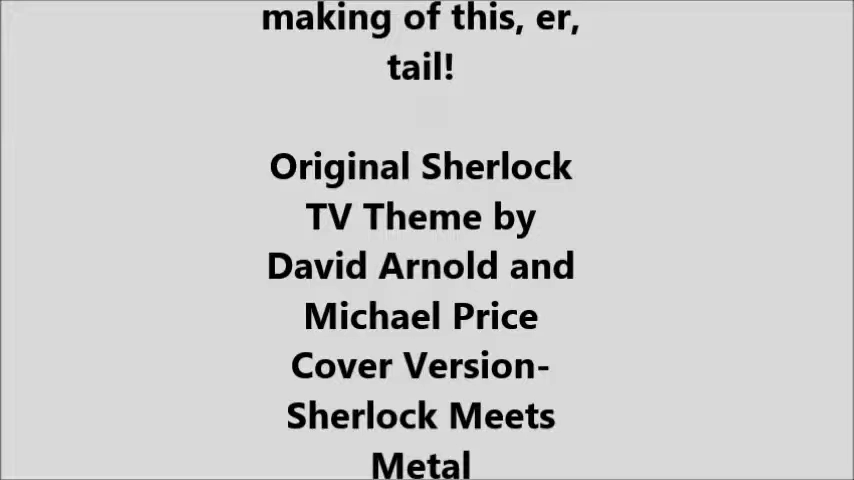 making of this, er,
tail!
Original Sherlock
TV Theme by
David Arnold and
Michael Price
Cover Version-
Sherlock Meets
Metal